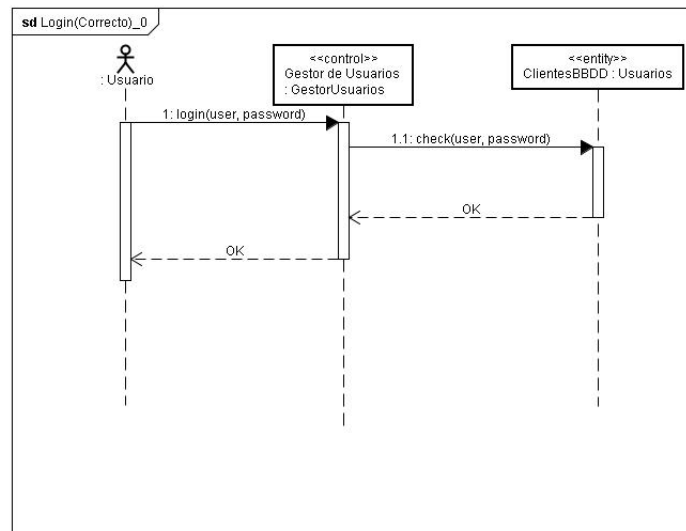 sd Login(Correcto)_0
: Usuario
<<control>>
Gestor de Usuarios
: GestorUsuarios
<<entity>>
ClientesBBDD : Usuarios
1: login(user, password)
1.1: check(user, password)
OK
OK